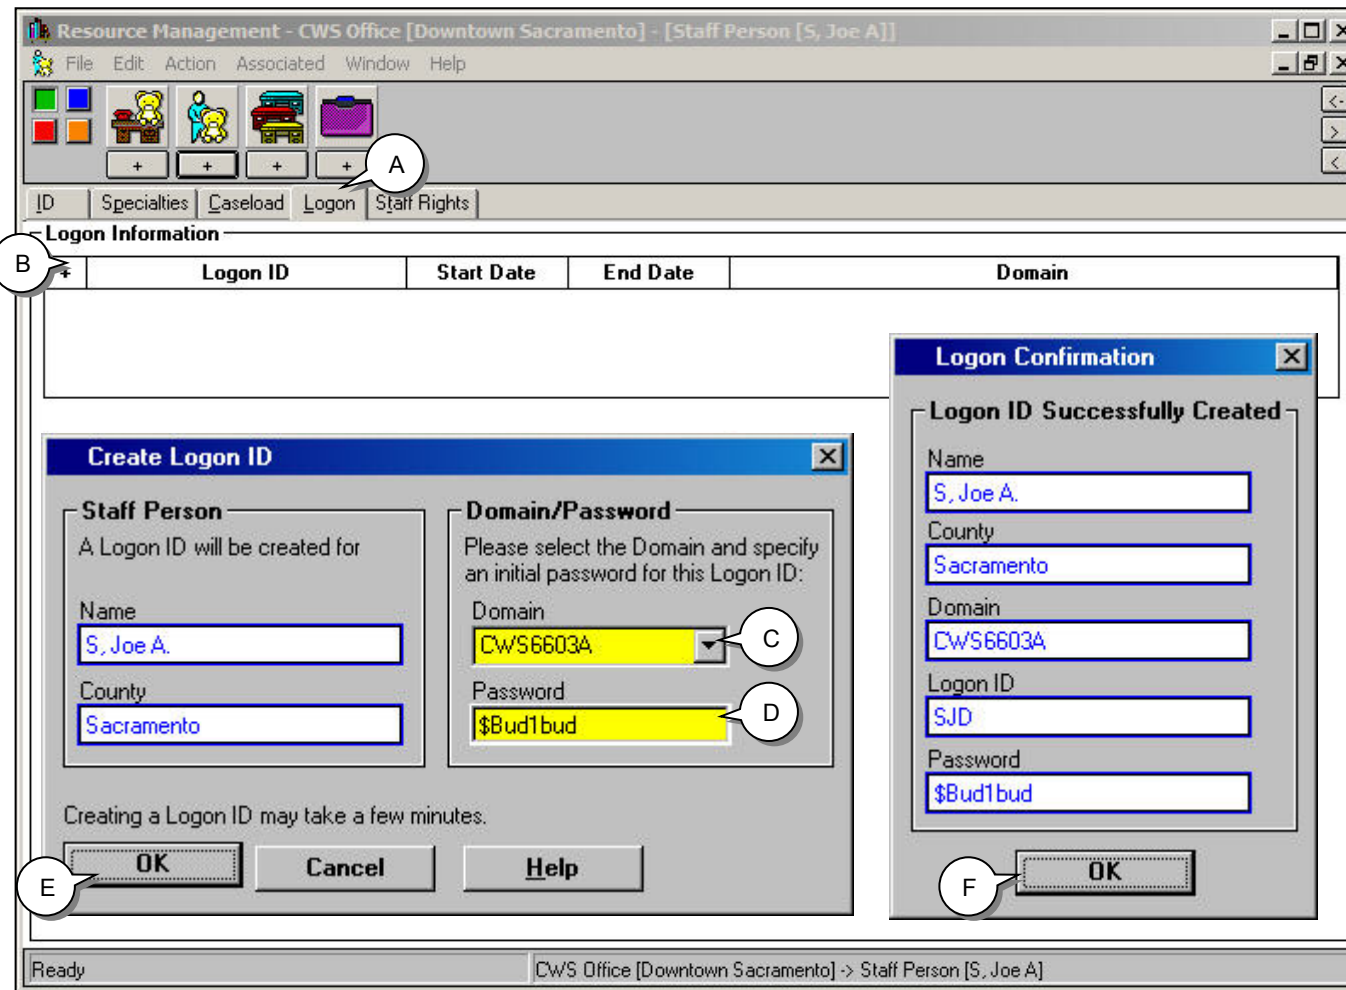 Resource Management - CWS Office [Downtown Sacramento] - [Staff Person [S, Joe A]]
File Edit Action Associated Window Help
+ + + +
A
ID Specialties Caseload Logon Staff Rights
Logon Information
B
+ Logon ID Start Date End Date Domain
Create Logon ID
Staff Person
A Logon ID will be created for
Name
S, Joe A.
County
Sacramento
Domain/Password
Please select the Domain and specify
an initial password for this Logon ID:
Domain
CWS6603A
C
Password
$Bud1bud
D
Creating a Logon ID may take a few minutes.
OK Cancel Help
E
Logon Confirmation
Logon ID Successfully Created
Name
S, Joe A.
County
Sacramento
Domain
CWS6603A
Logon ID
SJD
Password
$Bud1bud
OK
F
Ready
CWS Office [Downtown Sacramento] -> Staff Person [S, Joe A]